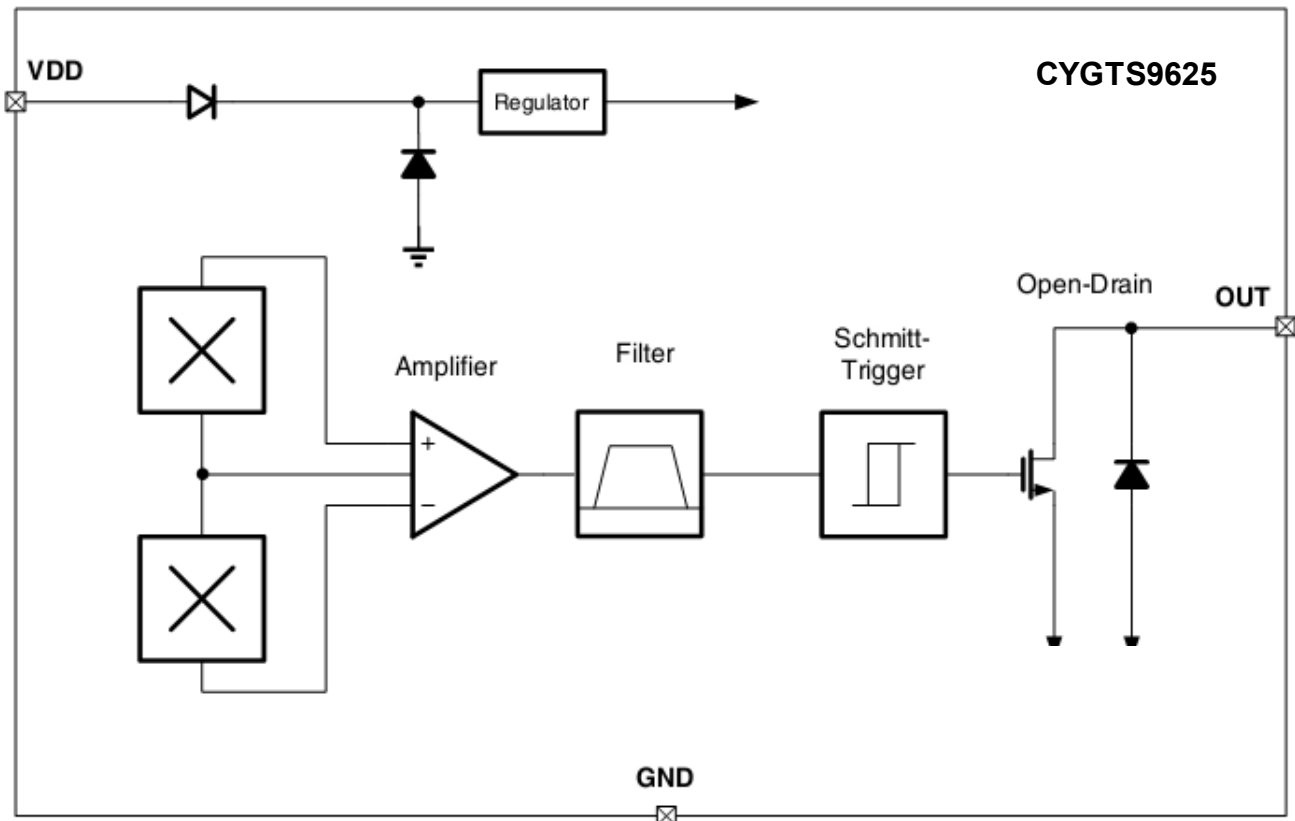 VDD
CYGTS9625
Regulator
Open-Drain
OUT
Schmitt-
Trigger
Filter
Amplifier
+
−
GND